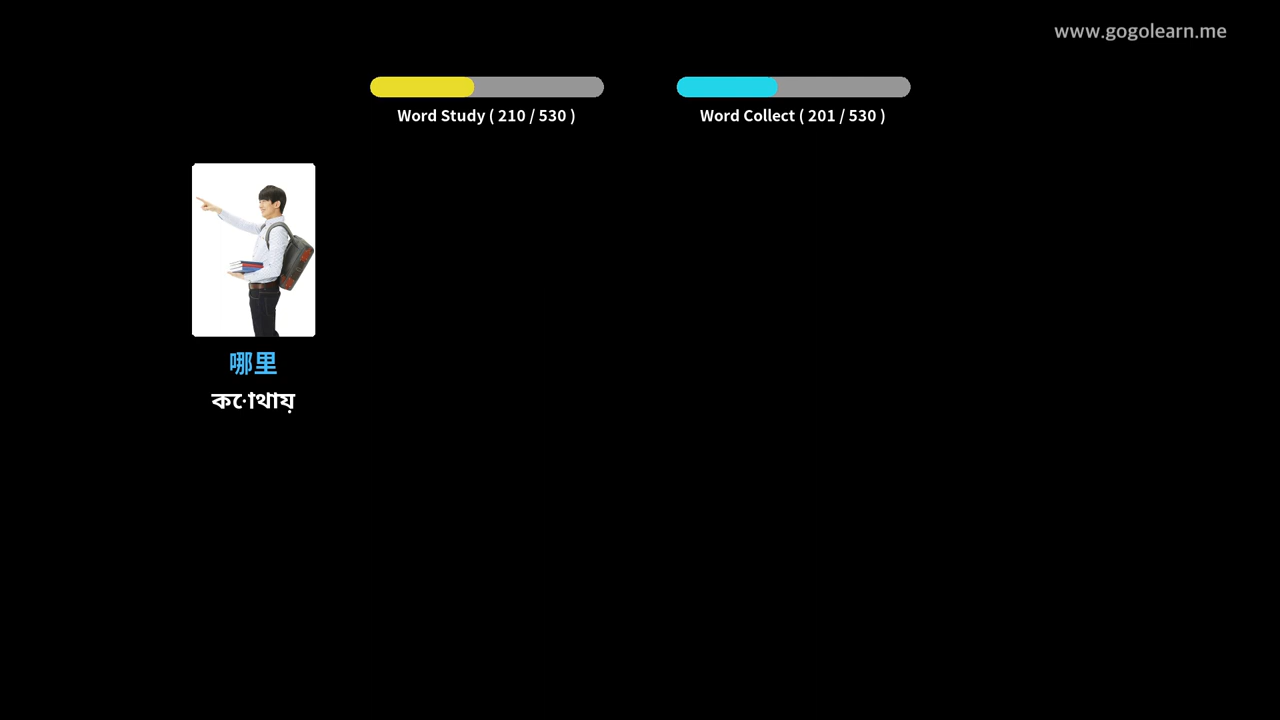 www.gogolearn.me
Word Study ( 210 / 530 )
Word Collect ( 201 / 530 )
哪里
কোথায়